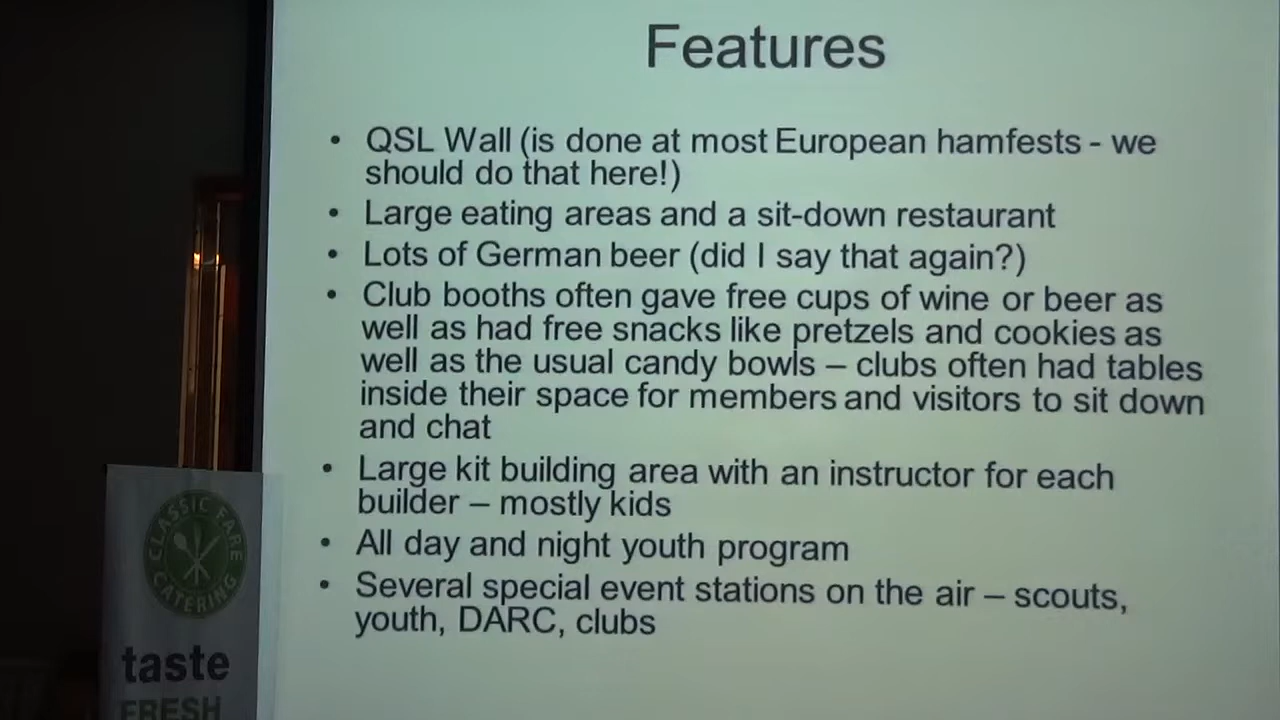 Features
• QSL Wall (is done at most European hamfests - we
should do that here!)
• Large eating areas and a sit-down restaurant
• Lots of German beer (did I say that again?)
• Club booths often gave free cups of wine or beer as
well as had free snacks like pretzels and cookies as
well as the usual candy bowls – clubs often had tables
inside their space for members and visitors to sit down
and chat
• Large kit building area with an instructor for each
builder – mostly kids
• All day and night youth program
• Several special event stations on the air – scouts,
youth, DARC, clubs
CLASSIC FARE
CATERING
taste
FRESH